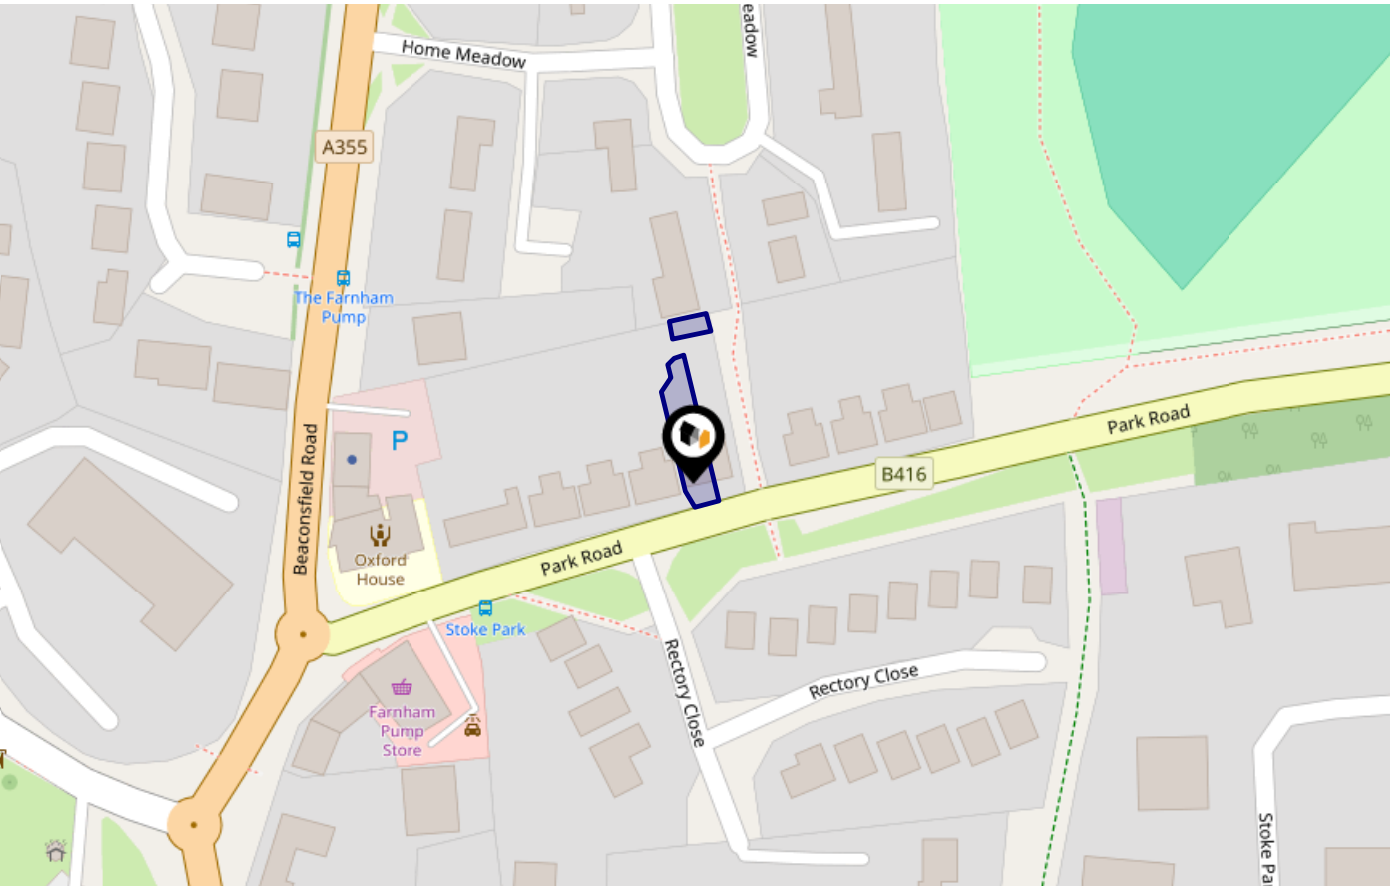 Home Meadow
eadow
A355
The Farnham
Pump
P
Beaconsfield Road
Park Road
B416
Oxford
House
Park Road
Stoke Park
Rectory Close
Rectory Close
Farnham
Pump
Store
Stoke Pa